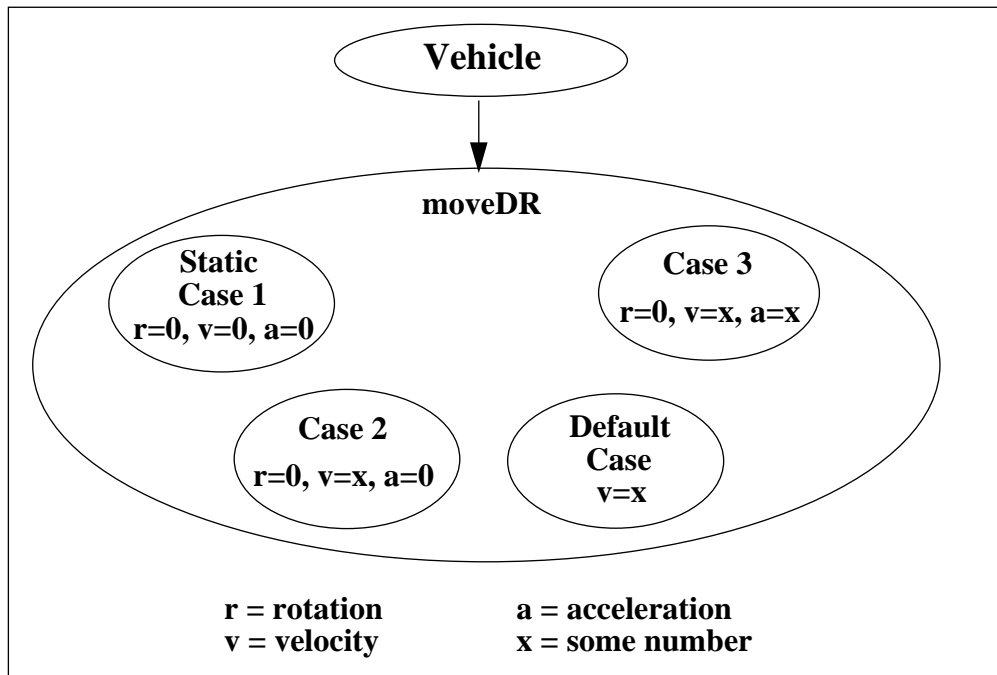 Vehicle
moveDR
Static
Case 1
r=0, v=0, a=0
Case 3
r=0, v=x, a=x
Case 2
r=0, v=x, a=0
Default
Case
v=x
r = rotation
v = velocity
a = acceleration
x = some number